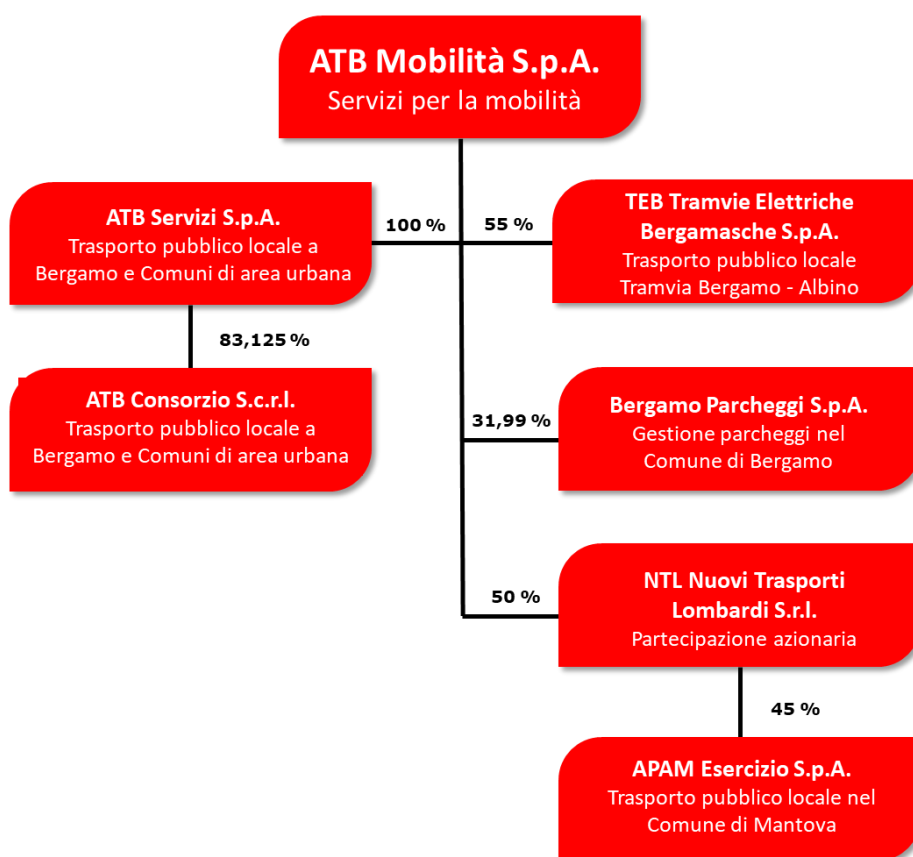 ATB Mobilità S.p.A.
Servizi per la mobilità
ATB Servizi S.p.A.
Trasporto pubblico locale a
Bergamo e Comuni di area urbana
100 %
55 %
TEB Tramvie Elettriche
Bergamasche S.p.A.
Trasporto pubblico locale
Tramvia Bergamo - Albino
83,125 %
ATB Consorzio S.c.r.l.
Trasporto pubblico locale a
Bergamo e Comuni di area urbana
31,99 %
Bergamo Parcheggi S.p.A.
Gestione parcheggi nel
Comune di Bergamo
50 %
NTL Nuovi Trasporti
Lombardi S.r.l.
Partecipazione azionaria
45 %
APAM Esercizio S.p.A.
Trasporto pubblico locale nel
Comune di Mantova